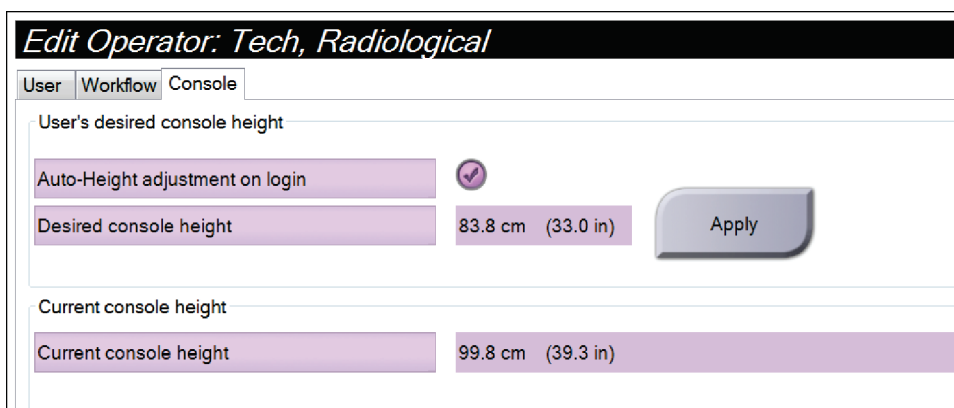 Edit Operator: Tech, Radiological
User Workflow Console
User's desired console height
Auto-Height adjustment on login
Desired console height 83.8 cm (33.0 in) Apply
Current console height
Current console height 99.8 cm (39.3 in)